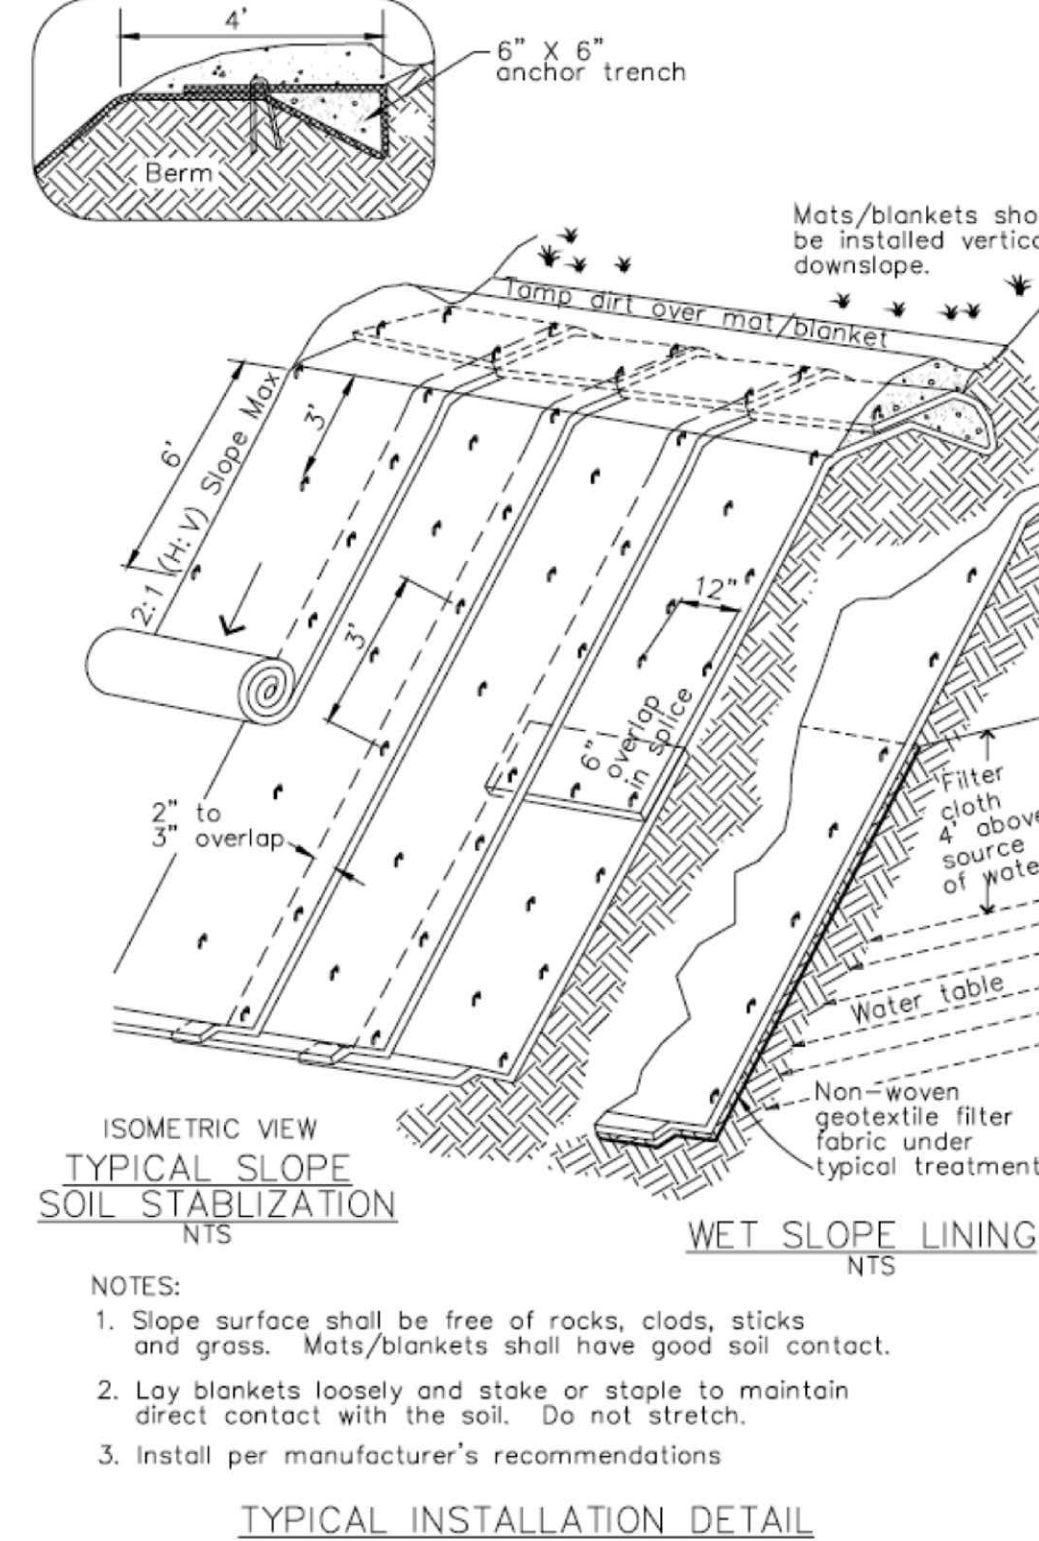 4'
6" X 6"
anchor trench
Berm
Mats/blankets sho
be installed vertica
downslope.
Tamp dirt over mat/blanket
6'
2:1 (H:V) Slope Max
3'
3'
12"
6"
overlap
in splice
2" to
3" overlap
Filter
cloth
4' above
source
of wate
Water table
Non-woven
geotextile filter
fabric under
typical treatment
ISOMETRIC VIEW
TYPICAL SLOPE
SOIL STABLIZATION
NTS
WET SLOPE LINING
NTS
NOTES:
1. Slope surface shall be free of rocks, clods, sticks
and grass. Mats/blankets shall have good soil contact.
2. Lay blankets loosely and stake or staple to maintain
direct contact with the soil. Do not stretch.
3. Install per manufacturer's recommendations
TYPICAL INSTALLATION DETAIL